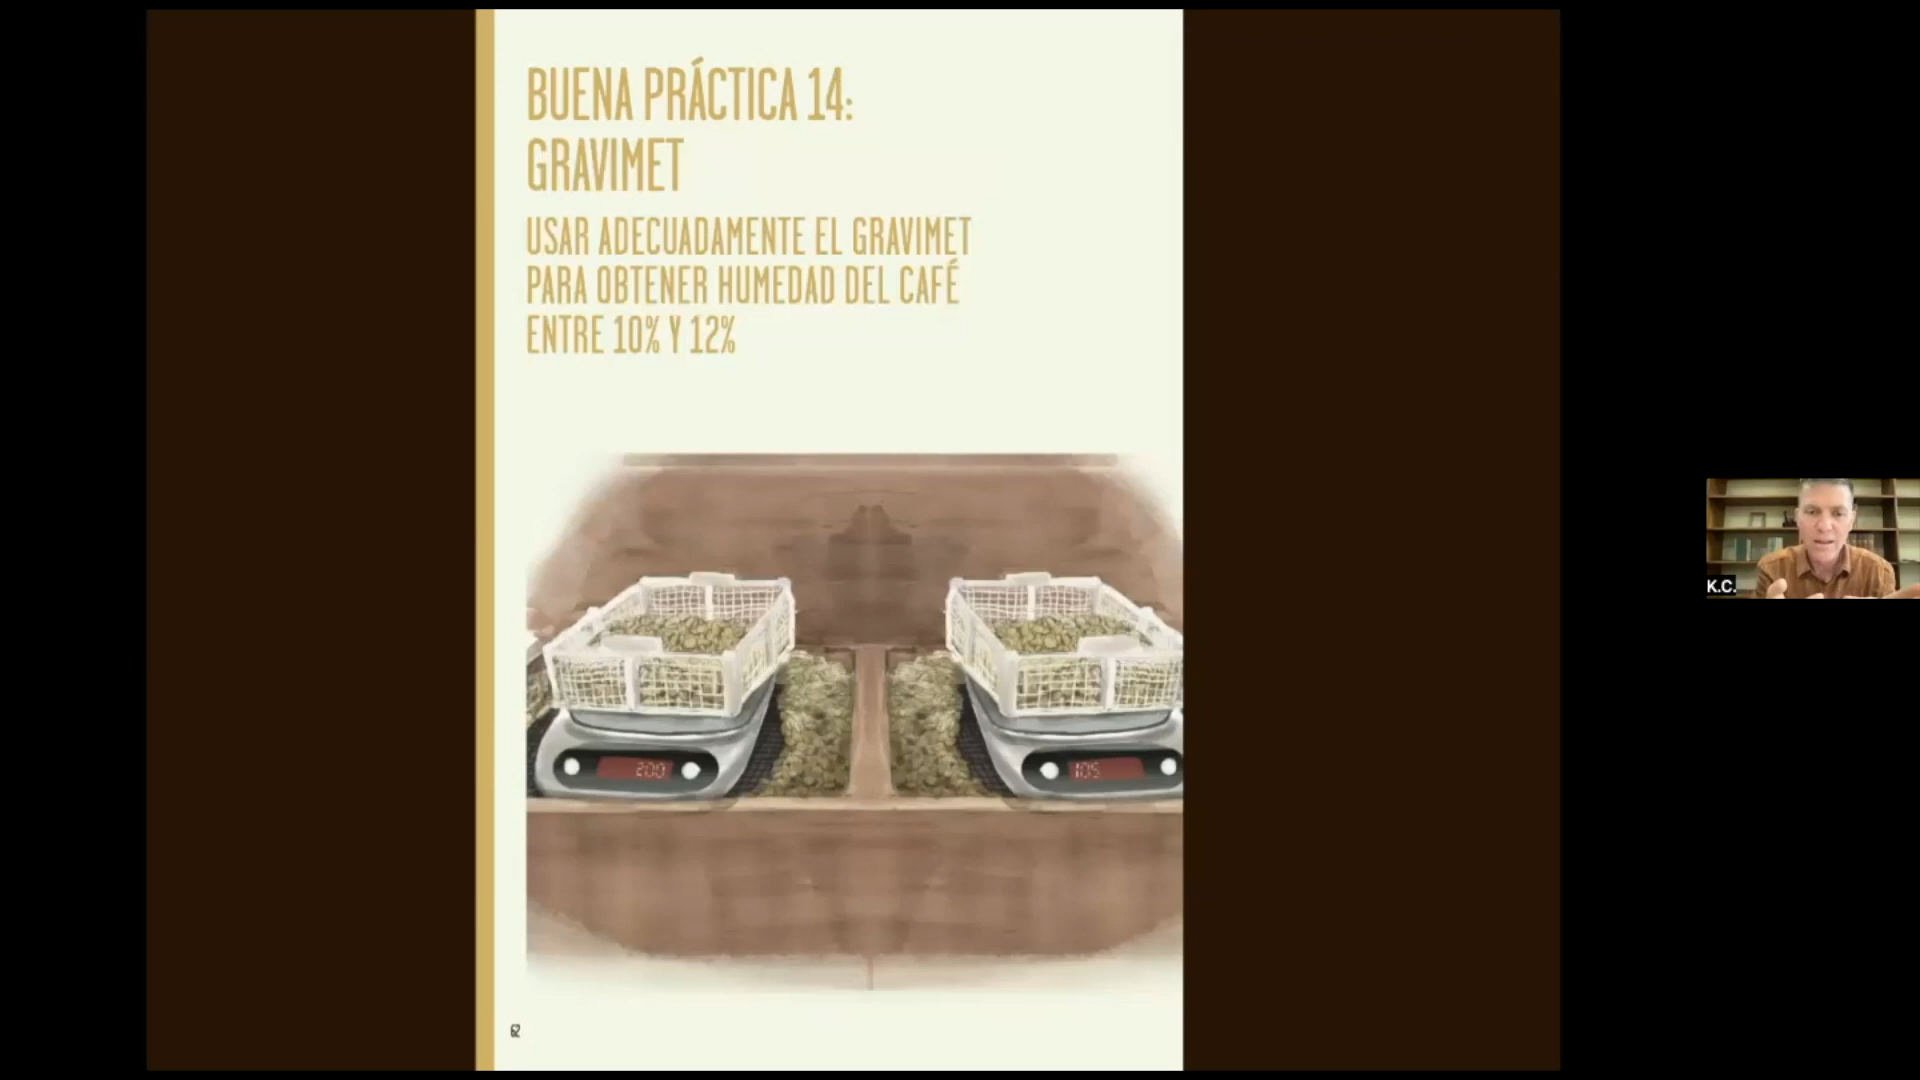 BUENA PRÁCTICA 14:
GRAVIMET
USAR ADECUADAMENTE EL GRAVIMET
PARA OBTENER HUMEDAD DEL CAFÉ
ENTRE 10% Y 12%
200
105
62
K.C.